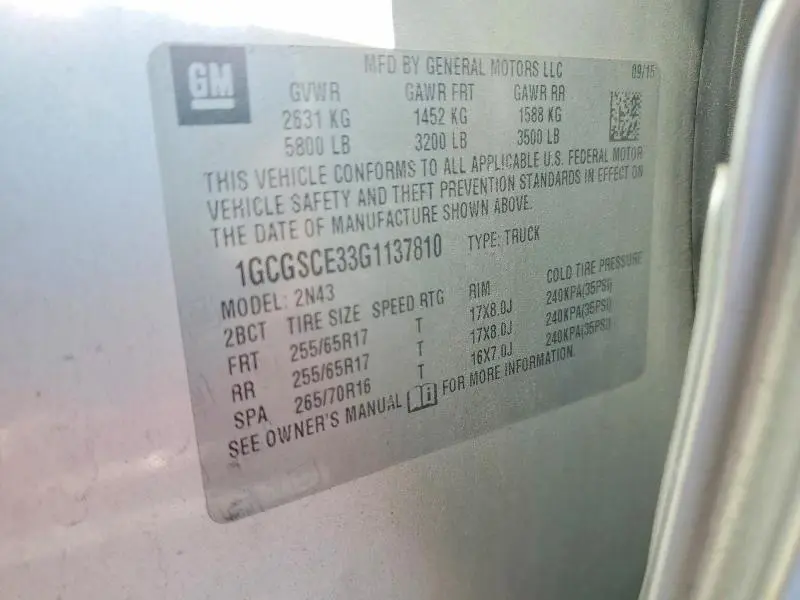 GM
MFD BY GENERAL MOTORS LLC 09/15
GVWR GAWR FRT GAWR RR
2631 KG 1452 KG 1588 KG
5800 LB 3200 LB 3500 LB
THIS VEHICLE CONFORMS TO ALL APPLICABLE U.S. FEDERAL MOTOR
VEHICLE SAFETY AND THEFT PREVENTION STANDARDS IN EFFECT ON
THE DATE OF MANUFACTURE SHOWN ABOVE.
1GCGSCE33G1137810 TYPE: TRUCK
MODEL: 2N43
2BCT TIRE SIZE SPEED RTG RIM COLD TIRE PRESSURE
FRT 255/65R17 T 17X8.0J 240KPA(35PSI)
RR 255/65R17 T 17X8.0J 240KPA(35PSI)
SPA 265/70R16 T 16X7.0J 240KPA(35PSI)
SEE OWNER'S MANUAL FOR MORE INFORMATION.